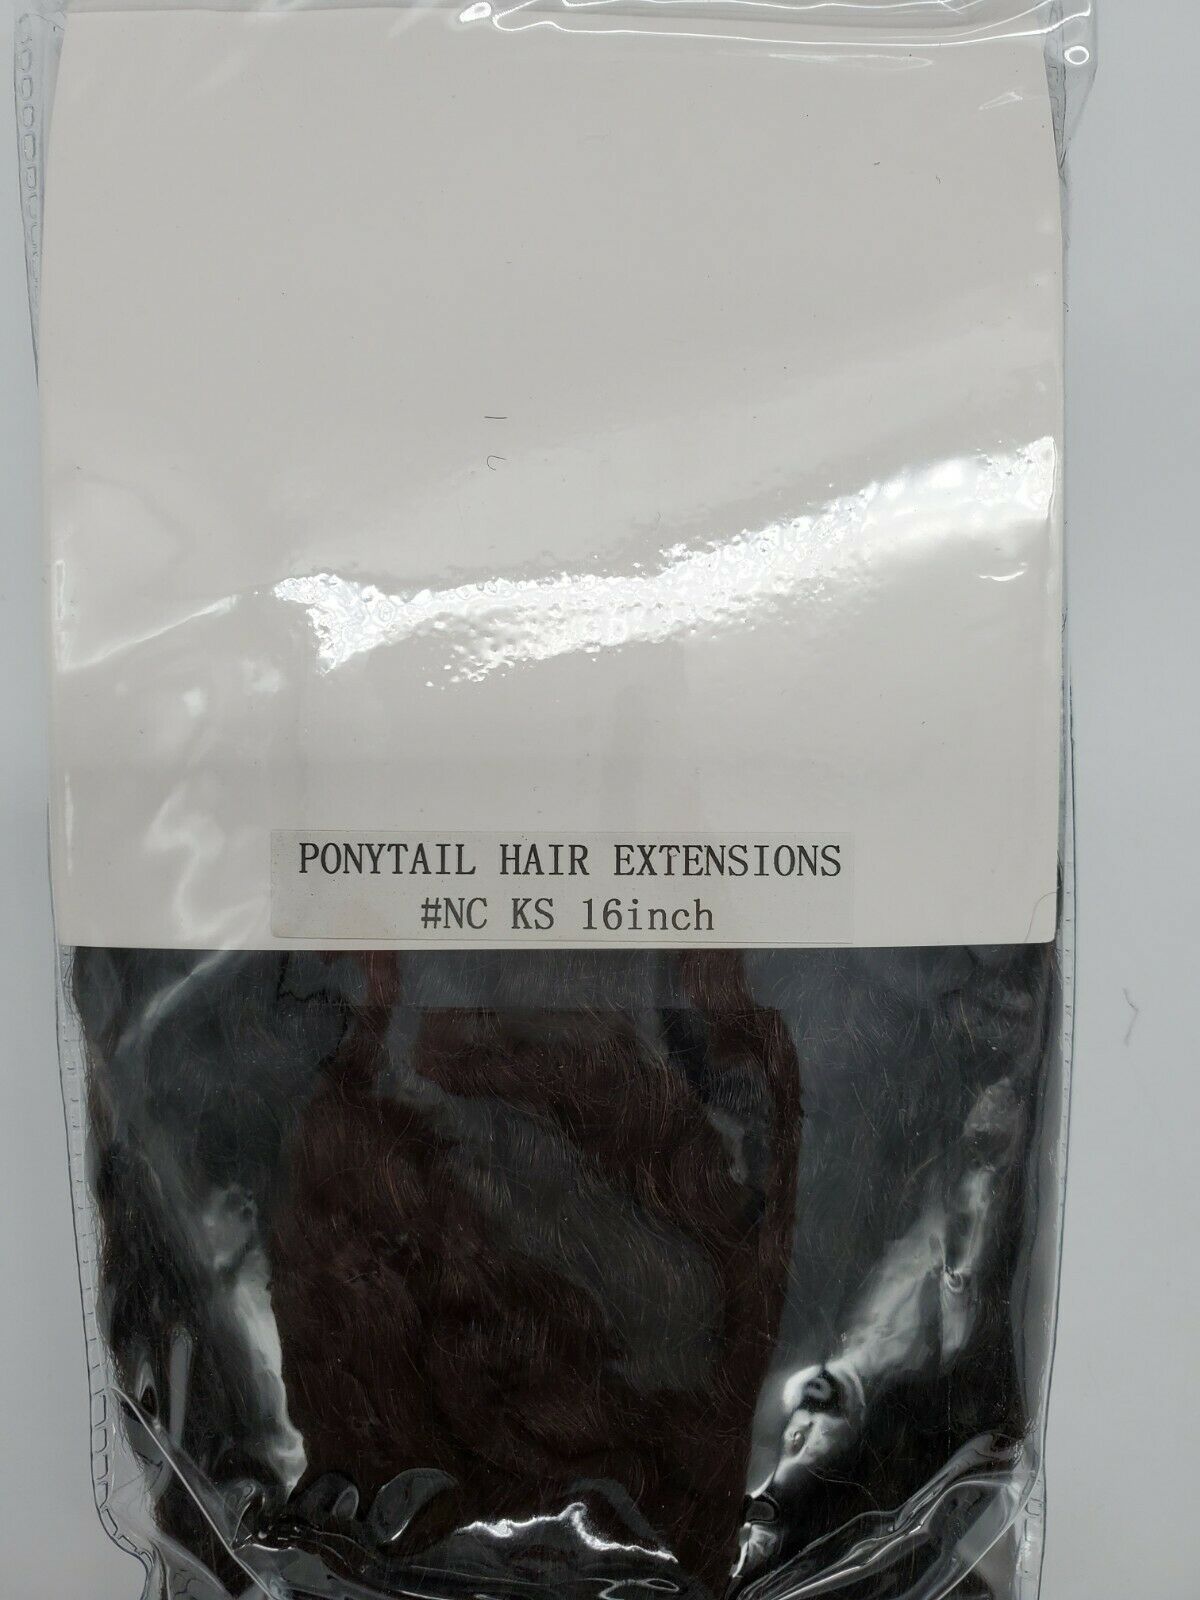 PONYTAIL HAIR EXTENSIONS
#NC KS 16inch